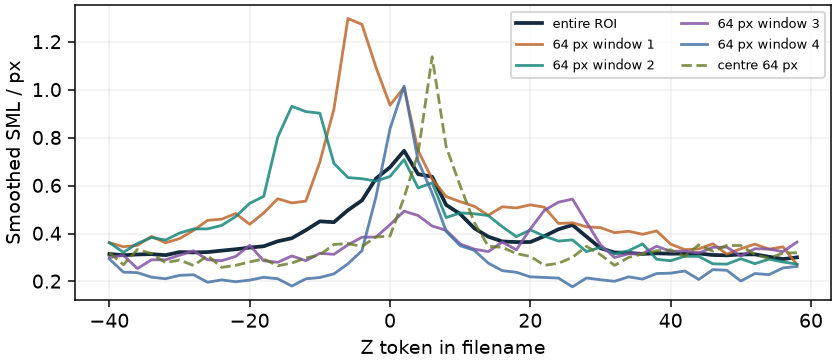 entire ROI
64 px window 1
64 px window 2
64 px window 3
64 px window 4
centre 64 px
1.2
1.0
0.8
0.6
0.4
0.2
Smoothed SML / px
−40
−20
0
20
40
60
Z token in filename